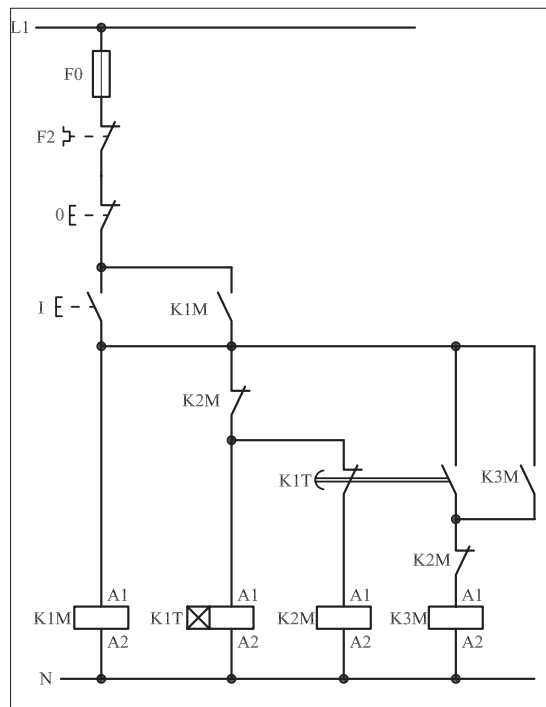 L1
F0
F2
0
I
K1M
K2M
K1T
K3M
K2M
A1 A1 A1 A1
K1M K1T K2M K3M
A2 A2 A2 A2
N